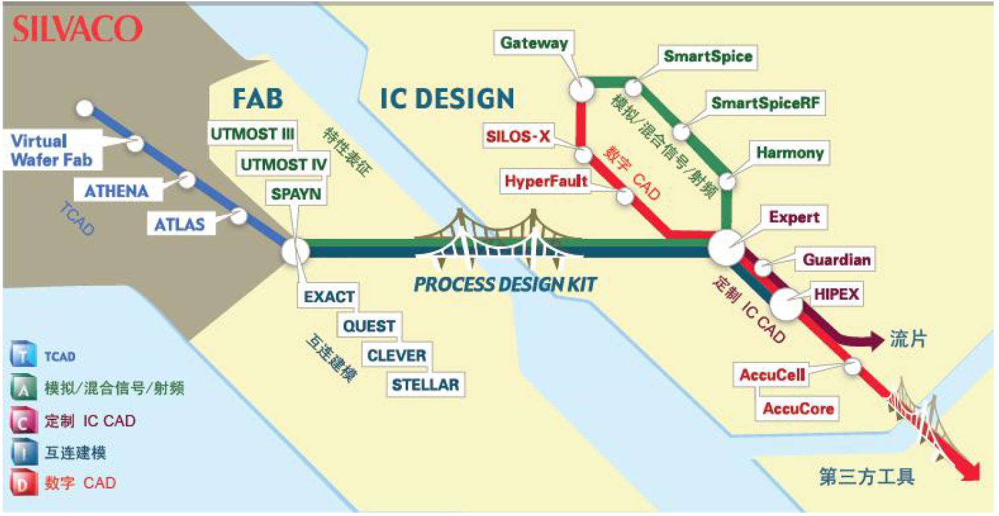 SILVACO
FAB
IC DESIGN
Gateway
SmartSpice
SmartSpiceRF
Harmony
模拟/混合信号/射频
SILOS-X
HyperFault
数字 CAD
Virtual
Wafer Fab
ATHENA
ATLAS
TCAD
UTMOST III
UTMOST IV
SPAYN
特性表征
PROCESS DESIGN KIT
EXACT
QUEST
CLEVER
STELLAR
互连建模
Expert
Guardian
HIPEX
定制 IC CAD
流片
AccuCell
AccuCore
第三方工具
T TCAD
A 模拟/混合信号/射频
C 定制 IC CAD
I 互连建模
D 数字 CAD